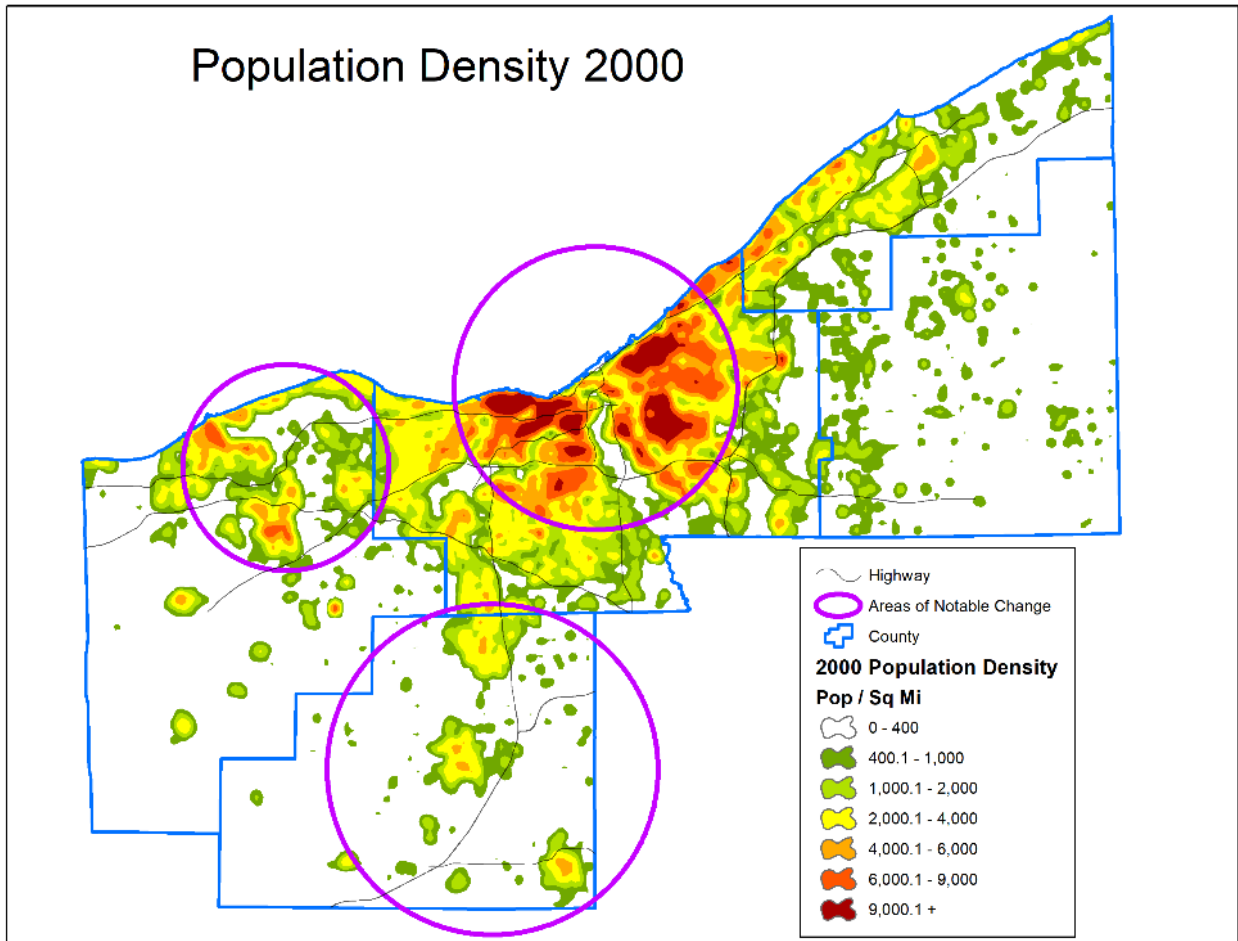 Population Density 2000
Highway
Areas of Notable Change
County
2000 Population Density
Pop / Sq Mi
0 - 400
400.1 - 1,000
1,000.1 - 2,000
2,000.1 - 4,000
4,000.1 - 6,000
6,000.1 - 9,000
9,000.1 +